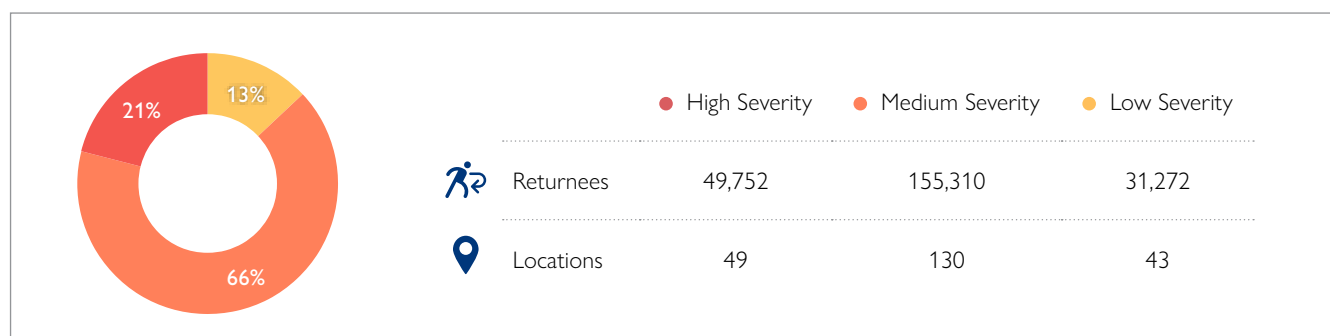 13%
21%
66%
High Severity Medium Severity Low Severity
Returnees 49,752 155,310 31,272
Locations 49 130 43